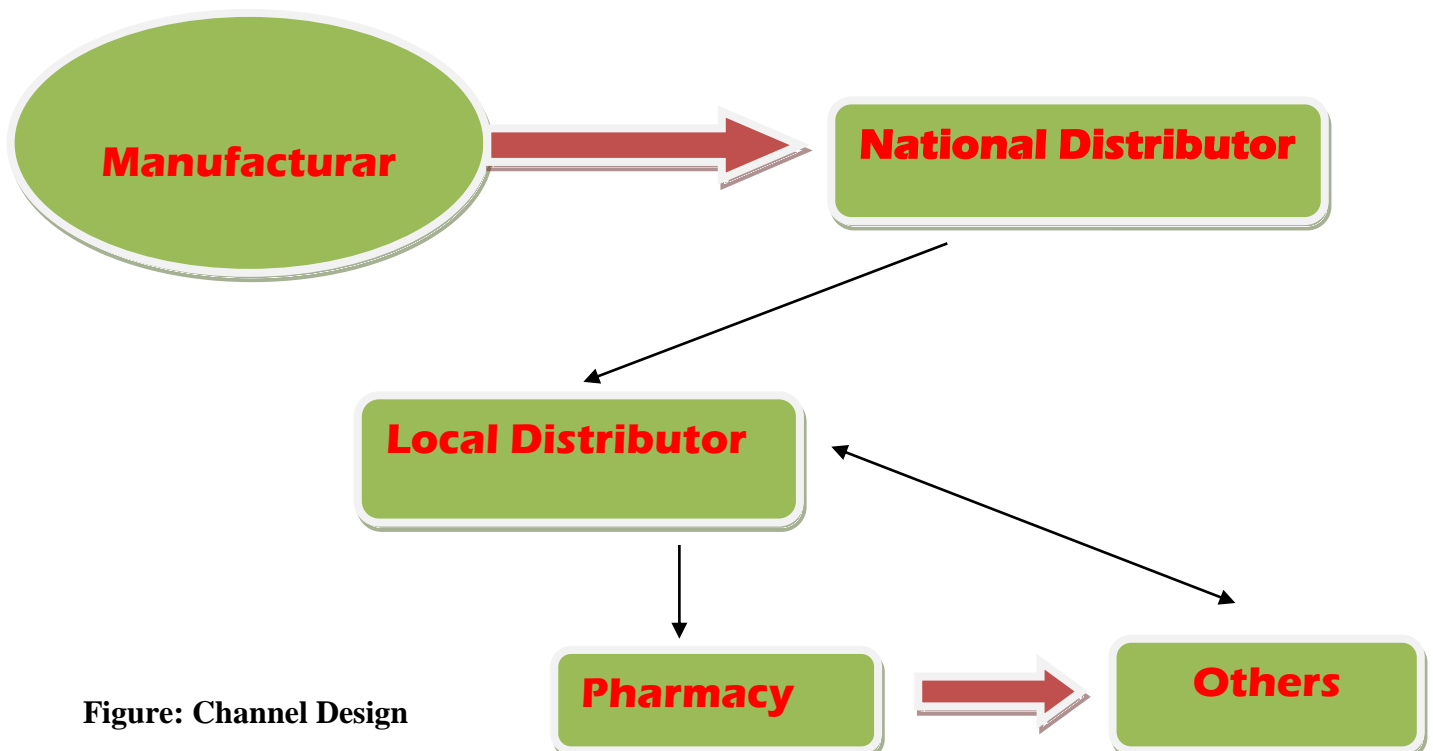 Manufacturar
National Distributor
Local Distributor
Pharmacy
Others
Figure: Channel Design